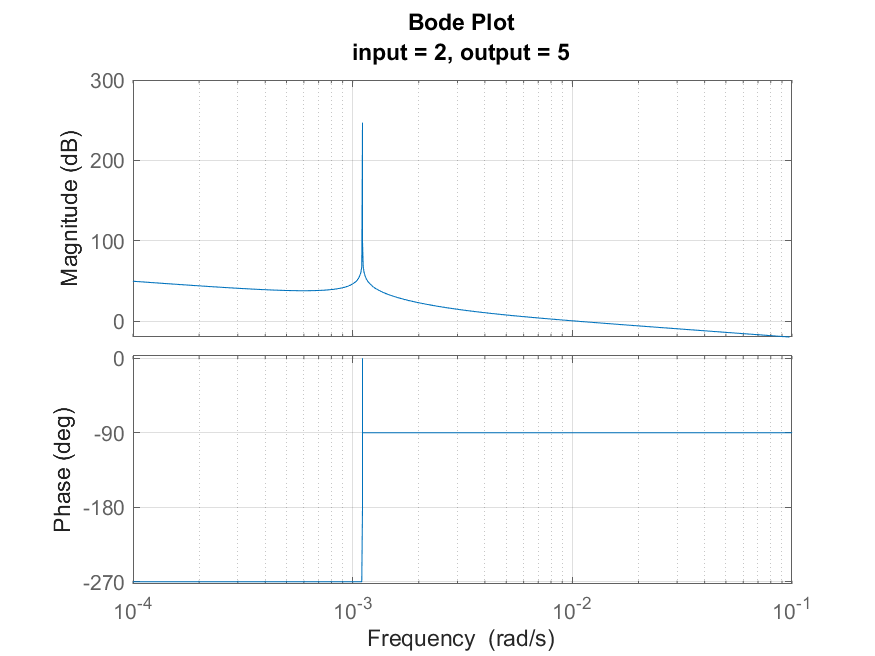 Bode Plot
input = 2, output = 5
300
200
100
0
Magnitude (dB)
0
-90
-180
-270
Phase (deg)
10-4
10-3
10-2
10-1
Frequency (rad/s)